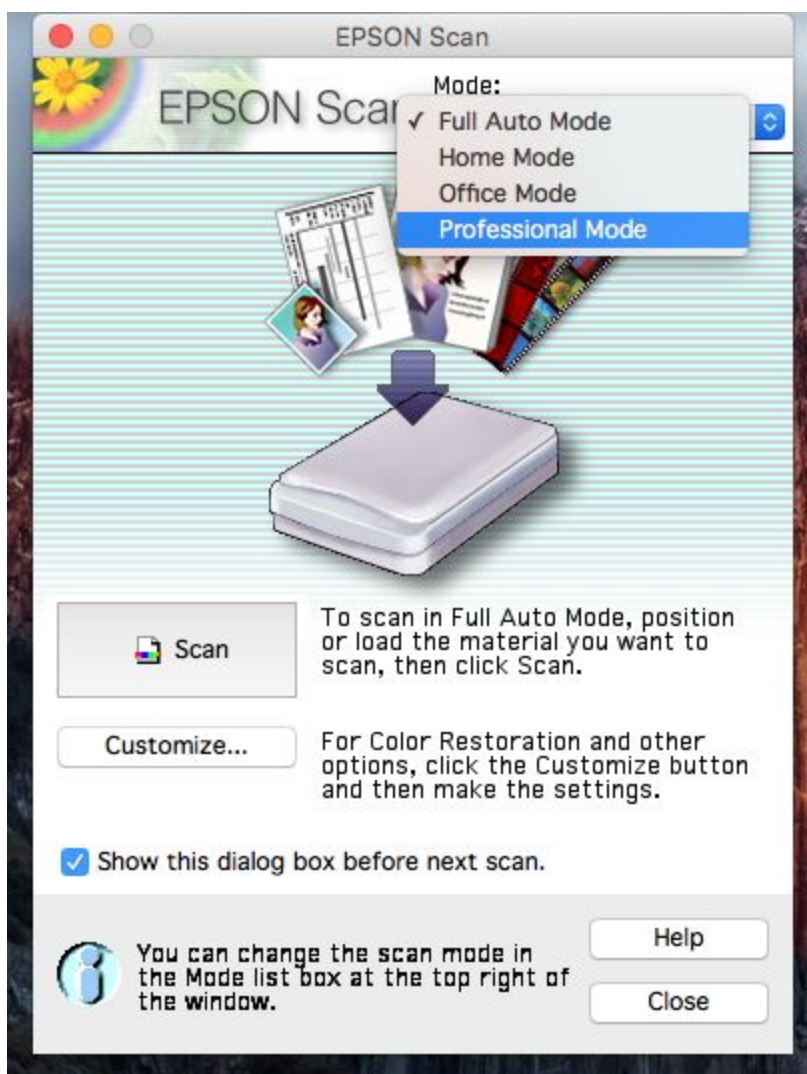 EPSON Scan
Mode:
EPSON Scan
✓ Full Auto Mode
Home Mode
Office Mode
Professional Mode
Scan
To scan in Full Auto Mode, position
or load the material you want to
scan, then click Scan.
Customize...
For Color Restoration and other
options, click the Customize button
and then make the settings.
Show this dialog box before next scan.
You can change the scan mode in
the Mode list box at the top right of
the window.
Help
Close